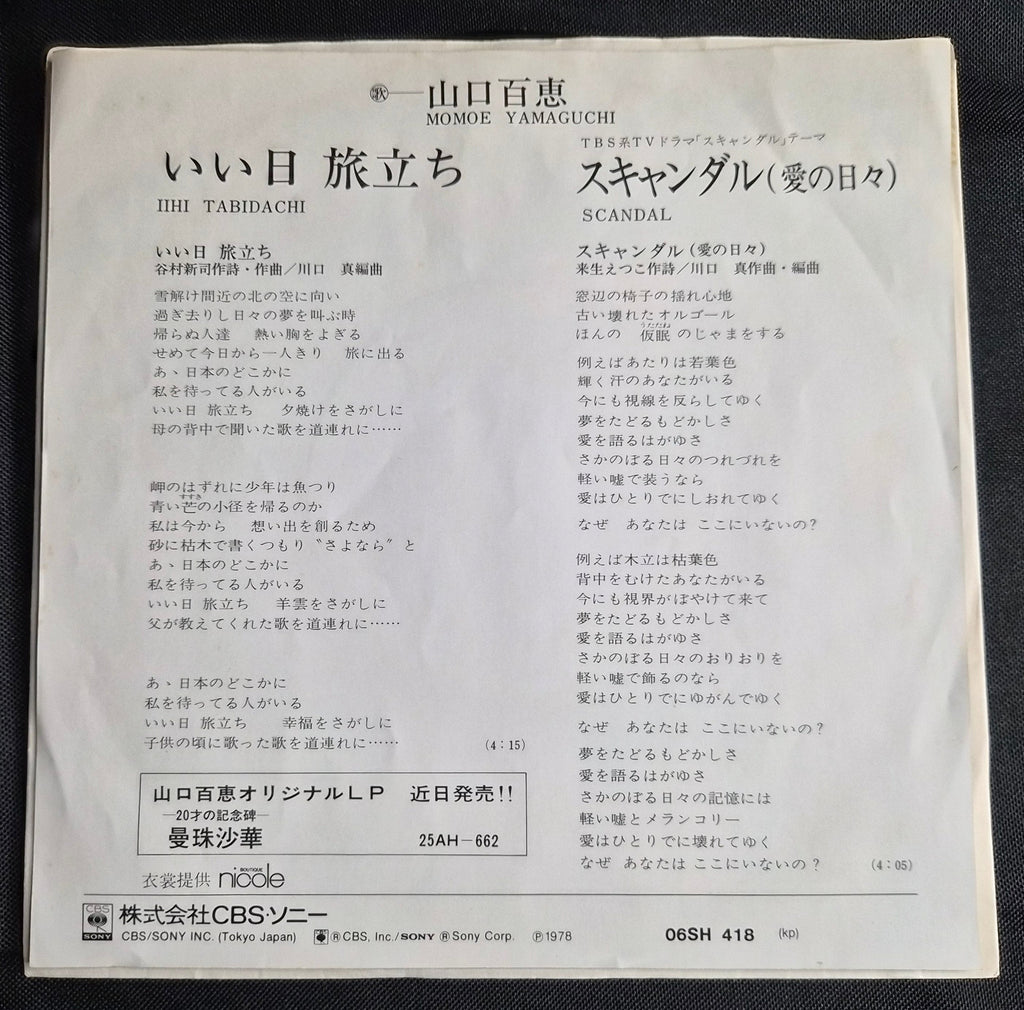 ㊙歌——山口百恵
MOMOE YAMAGUCHI
いい日 旅立ち
IIHI TABIDACHI
いい日 旅立ち
谷村新司作詩・作曲／川口 真編曲
雪解け間近の北の空に向い
過ぎ去りし日々の夢を叫ぶ時
帰らぬ人達 熱い胸をよぎる
せめて今日から一人きり 旅に出る
あゝ日本のどこかに
私を待ってる人がいる
いい日 旅立ち 夕焼けをさがしに
母の背中で聞いた歌を道連れに……
岬のはずれに少年は魚つり
すすき
青い芒の小径を帰るのか
私は今から 想い出を創るため
砂に枯木で書くつもり〝さよなら〟と
あゝ日本のどこかに
私を待ってる人がいる
いい日 旅立ち 羊雲をさがしに
父が教えてくれた歌を道連れに……
あゝ日本のどこかに
私を待ってる人がいる
いい日 旅立ち 幸福をさがしに
子供の頃に歌った歌を道連れに……
(4：15)
TBS系TVドラマ「スキャンダル」テーマ
スキャンダル(愛の日々)
SCANDAL
スキャンダル(愛の日々)
来生えつこ作詩／川口 真作曲・編曲
窓辺の椅子の揺れ心地
古い壊れたオルゴール
うたたね
ほんの 仮眠 のじゃまをする
例えばあたりは若葉色
輝く汗のあなたがいる
今にも視線を反らしてゆく
夢をたどるもどかしさ
愛を語るはがゆさ
さかのぼる日々のつれづれを
軽い嘘で装うなら
愛はひとりでにしおれてゆく
なぜ あなたは ここにいないの？
例えば木立は枯葉色
背中をむけたあなたがいる
今にも視界がぼやけて来て
夢をたどるもどかしさ
愛を語るはがゆさ
さかのぼる日々のおりおりを
軽い嘘で飾るのなら
愛はひとりでにゆがんでゆく
なぜ あなたは ここにいないの？
夢をたどるもどかしさ
愛を語るはがゆさ
さかのぼる日々の記憶には
軽い嘘とメランコリー
愛はひとりでに壊れてゆく
なぜ あなたは ここにいないの？
(4：05)
山口百恵オリジナルLP 近日発売!!
—20才の記念碑—
曼珠沙華 25AH－662
衣裳提供 BOUTIQUE nicole
CBS SONY 株式会社CBS・ソニー
CBS/SONY INC. (Tokyo Japan) ®CBS, Inc./SONY ®Sony Corp. ℗1978
06SH 418 (kp)